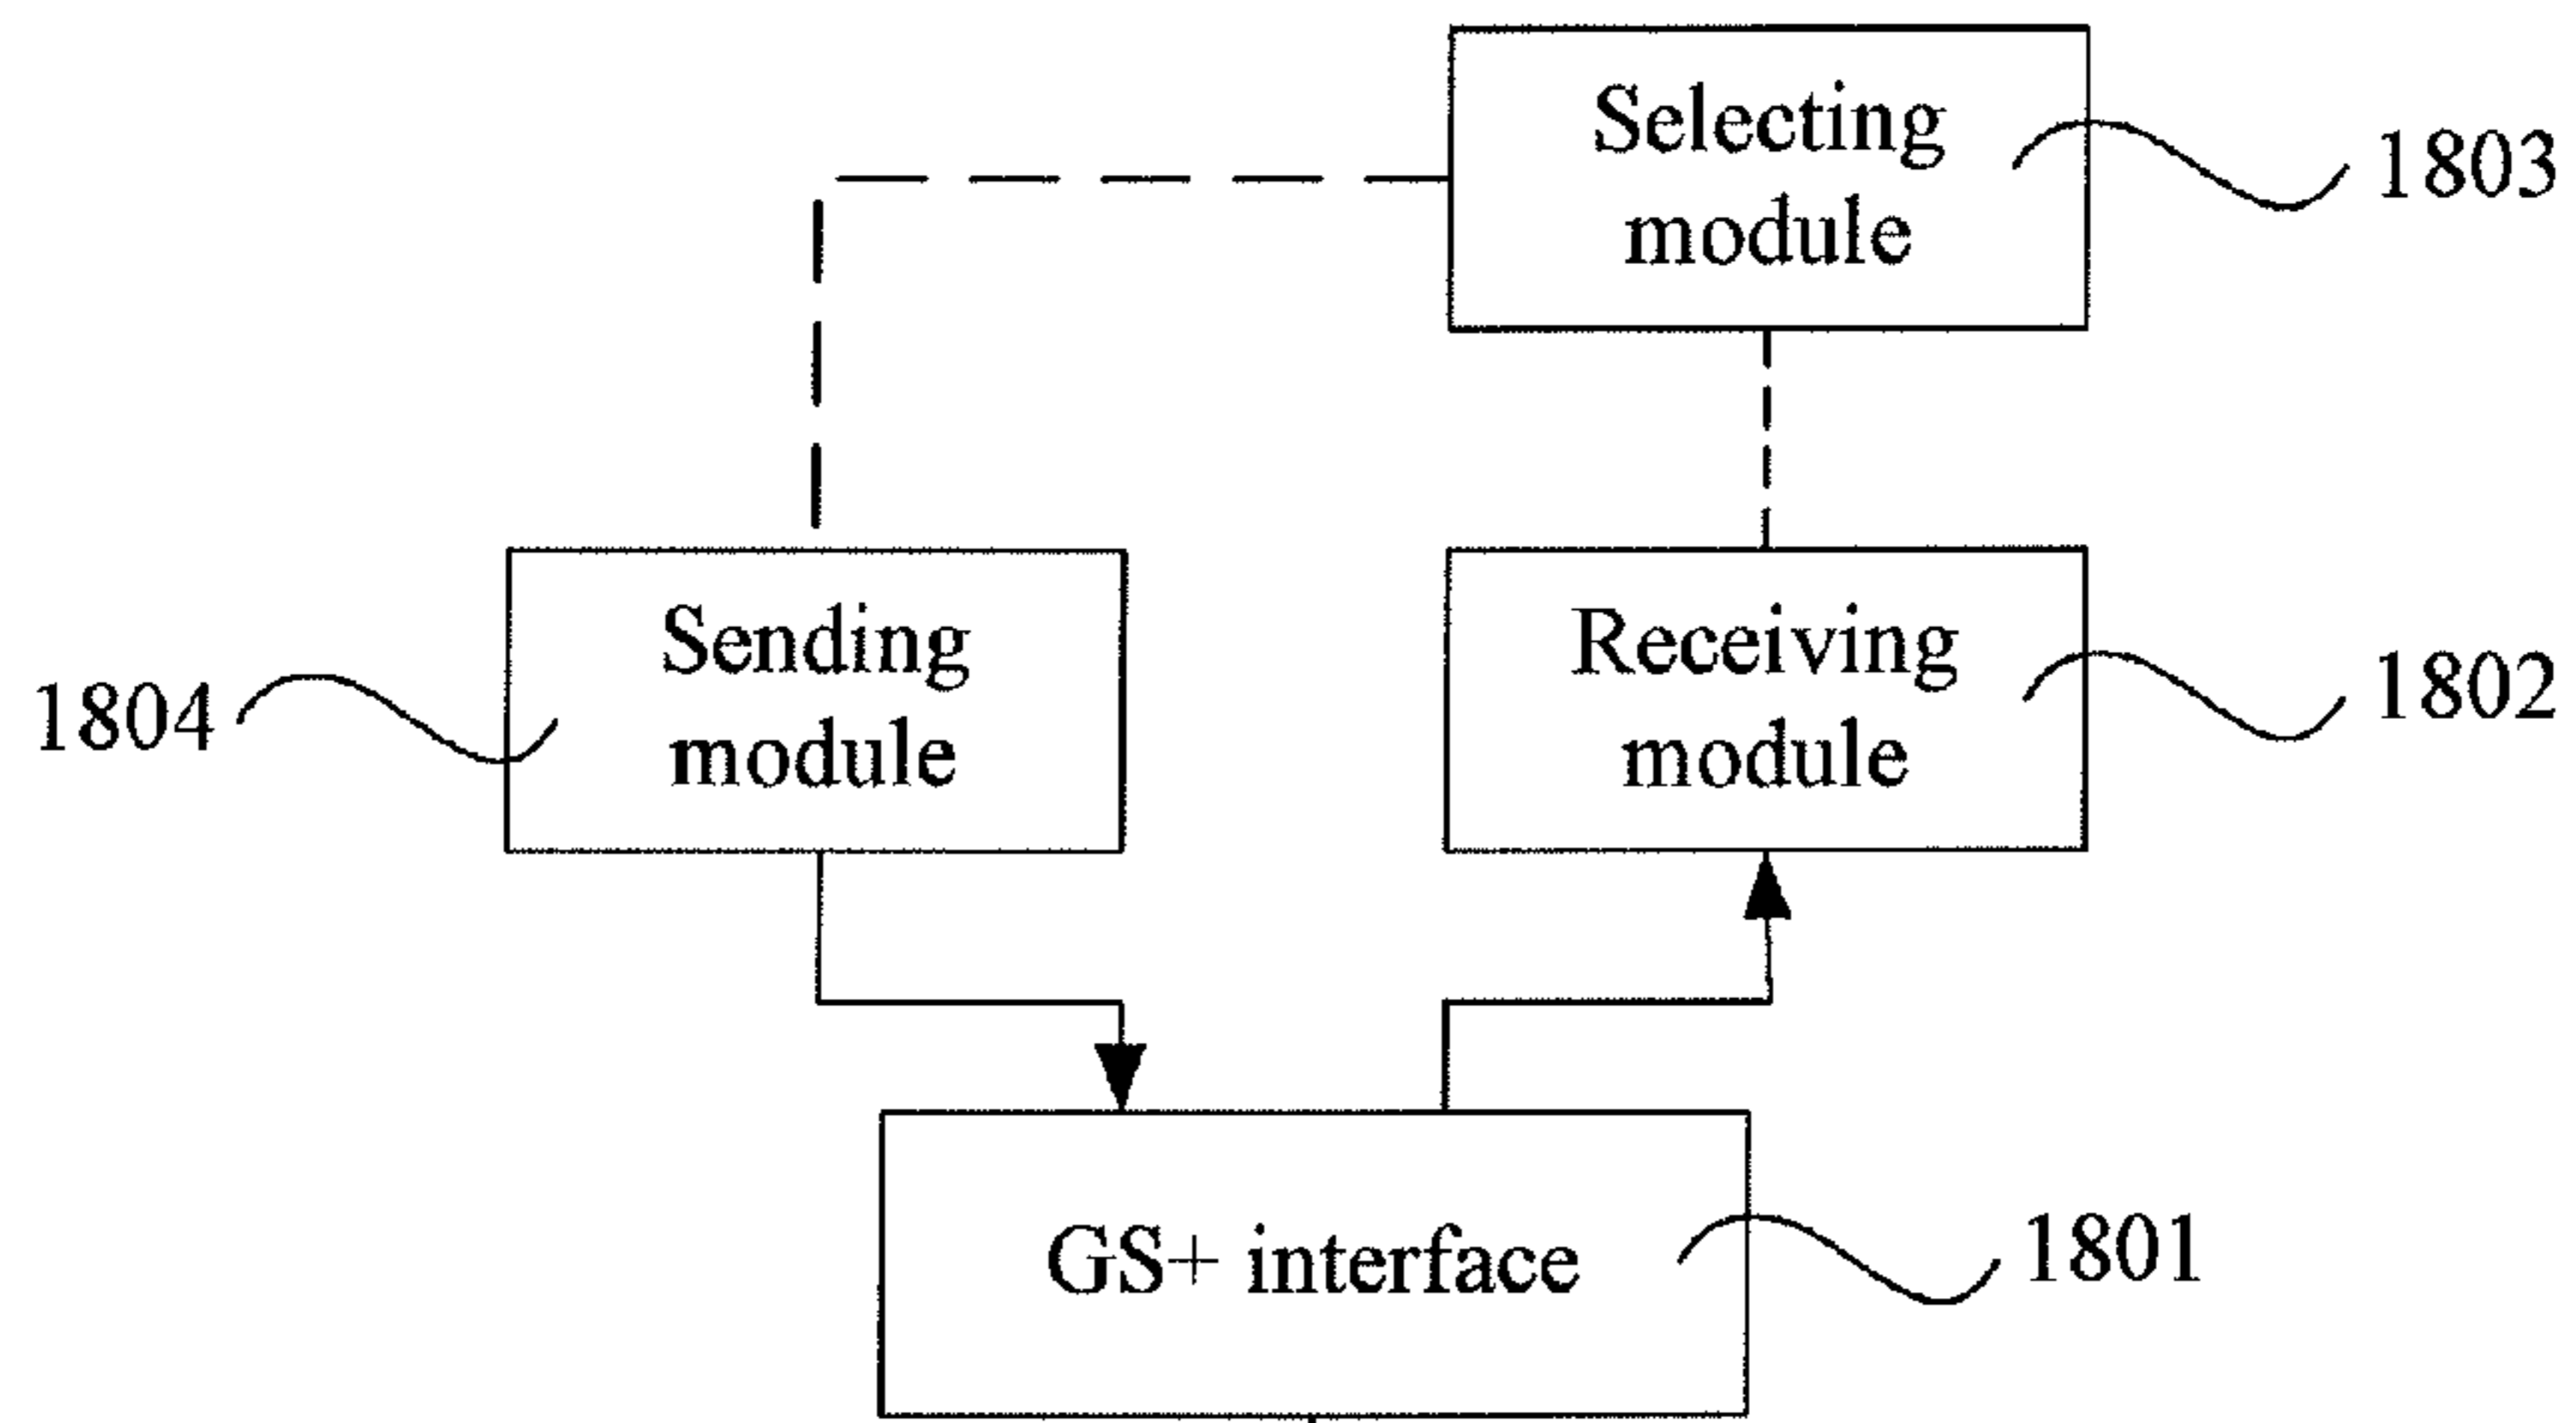 Selecting
module
1803
Sending
module
1804
Receiving
module
1802
GS+ interface
1801